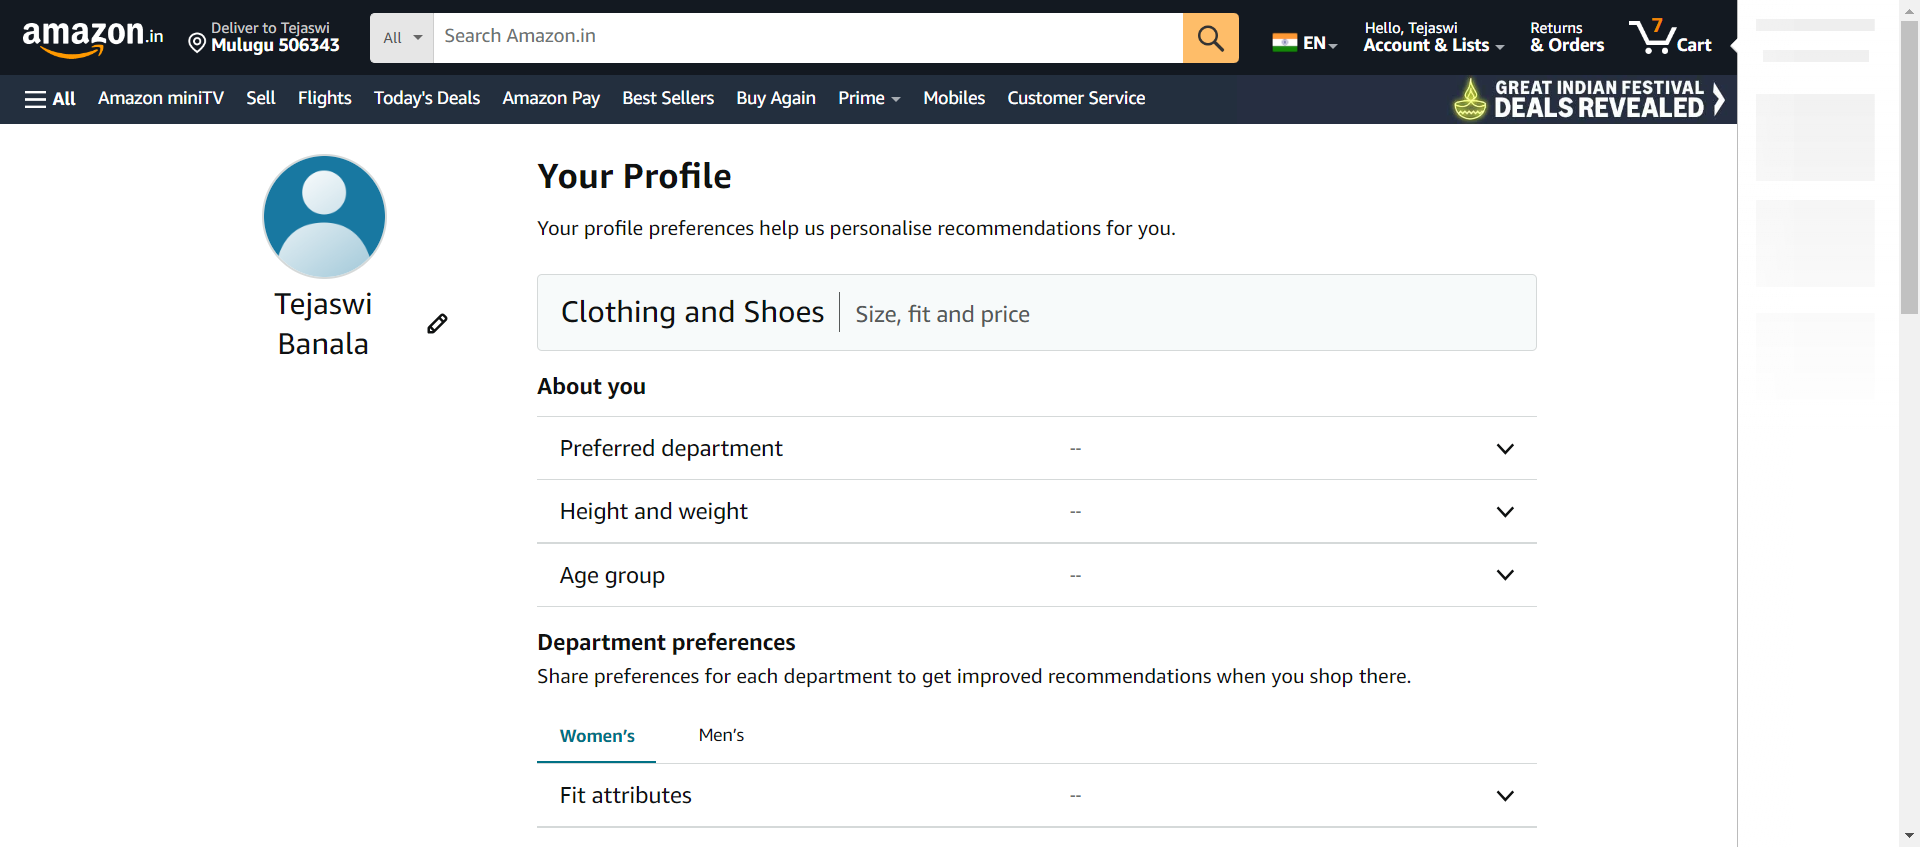 amazon.in
Deliver to Tejaswi
Mulugu 506343
All
Search Amazon.in
EN
Hello, Tejaswi
Account & Lists
Returns
& Orders
7
Cart
All
Amazon miniTV
Sell
Flights
Today's Deals
Amazon Pay
Best Sellers
Buy Again
Prime
Mobiles
Customer Service
GREAT INDIAN FESTIVAL
DEALS REVEALED
Tejaswi
Banala
Your Profile
Your profile preferences help us personalise recommendations for you.
Clothing and Shoes
Size, fit and price
About you
Preferred department --
Height and weight --
Age group --
Department preferences
Share preferences for each department to get improved recommendations when you shop there.
Women's
Men's
Fit attributes --